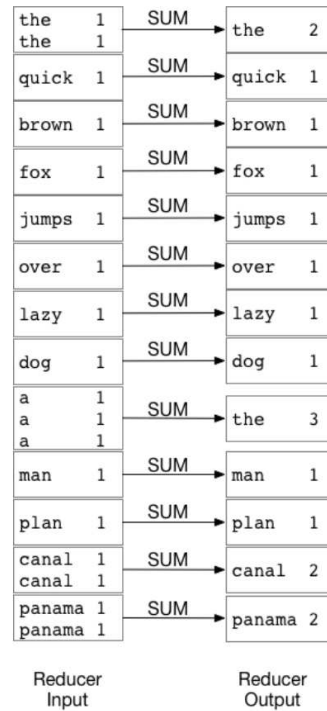 the 1 SUM the 2
the 1
quick 1 SUM quick 1
brown 1 SUM brown 1
fox 1 SUM fox 1
jumps 1 SUM jumps 1
over 1 SUM over 1
lazy 1 SUM lazy 1
dog 1 SUM dog 1
a 1
a 1 SUM the 3
a 1
man 1 SUM man 1
plan 1 SUM plan 1
canal 1 SUM canal 2
canal 1
panama 1 SUM panama 2
panama 1
Reducer Input
Reducer Output